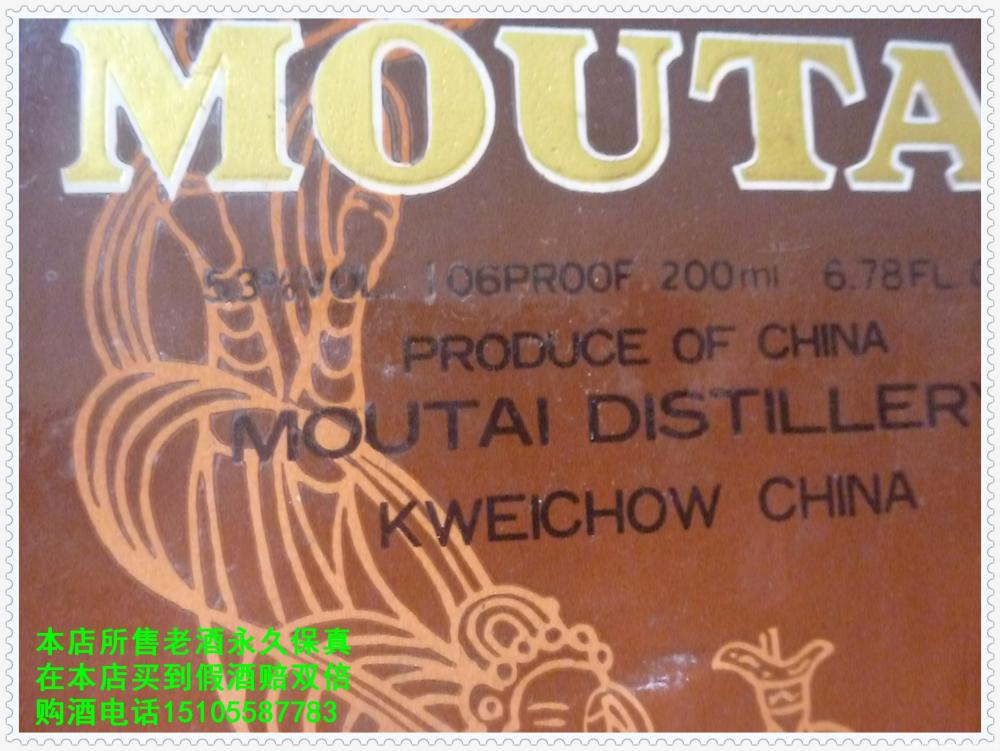 MOUTA
53%VOL. 106PROOF 200ml 6.78FL
PRODUCE OF CHINA
MOUTAI DISTILLERY
KWEICHOW CHINA
本店所售老酒永久保真
在本店买到假酒赔双倍
购酒电话15105587783